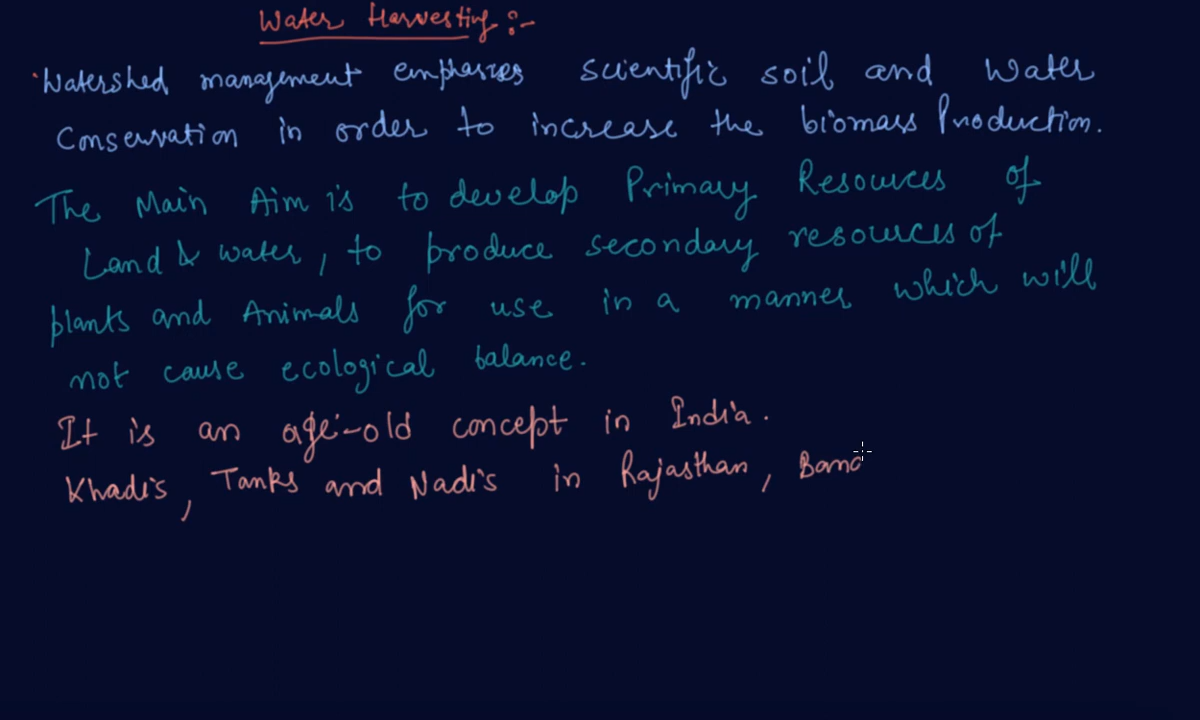 Water Harvesting :-
Watershed management emphasizes scientific soil and water
conservation in order to increase the biomass Production.
The Main Aim is to develop Primary Resources of
Land & water, to produce secondary resources of
plants and Animals for use in a manner which will
not cause ecological balance.
It is an age-old concept in India.
Khadis, Tanks and Nadis in Rajasthan, Band